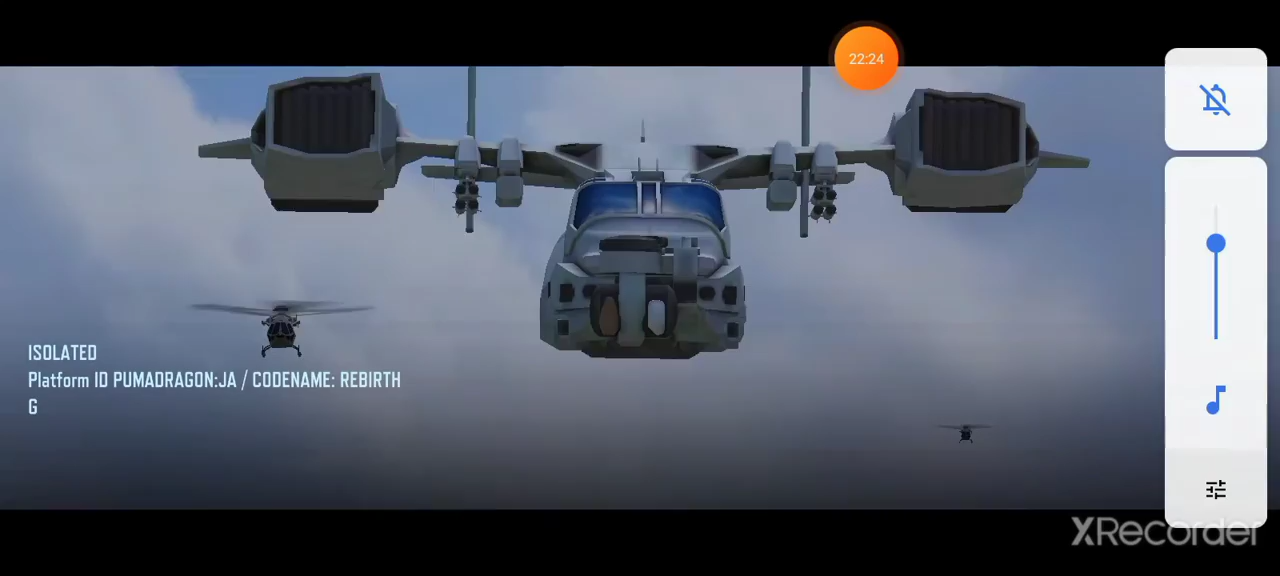 22:24
ISOLATED
Platform ID PUMADRAGON:JA / CODENAME: REBIRTH
G
XRecorder